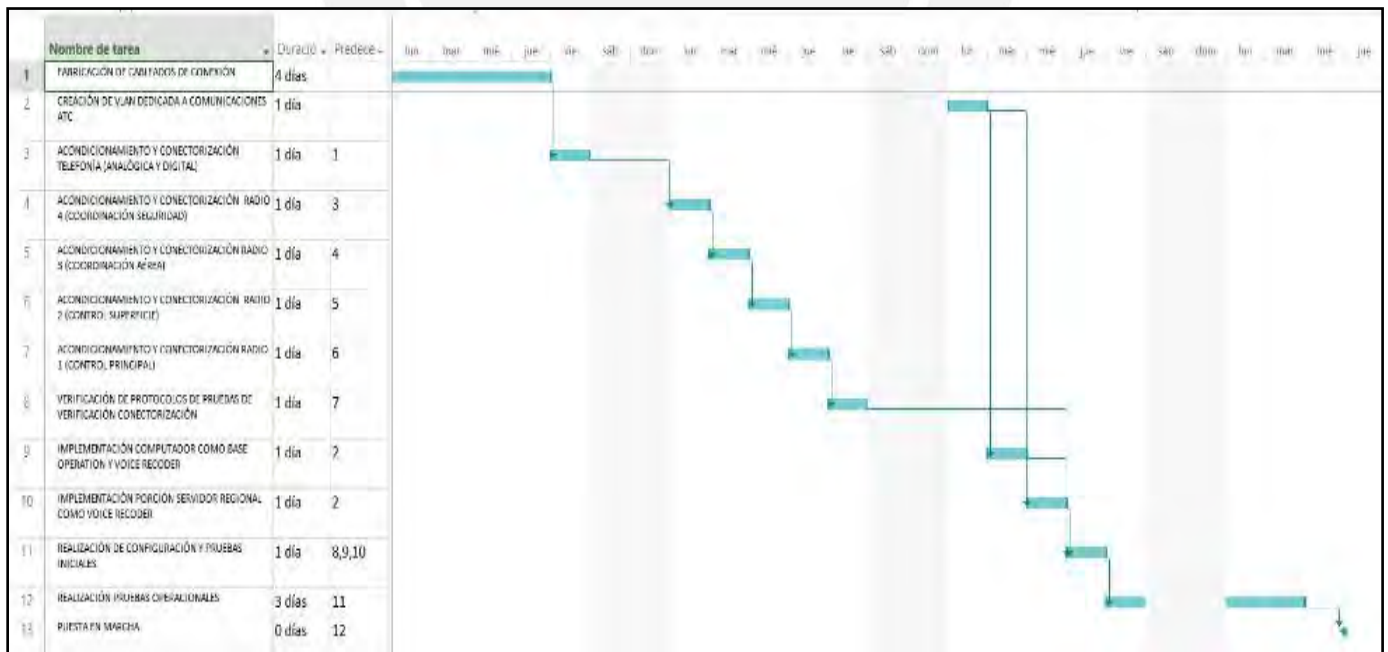 Nombre de tarea Duració Predece
lun mar mié jue vie sáb dom lun mar mié jue vie sáb dom lun mar mié jue vie sáb dom lun mar mié jue
1 FABRICACIÓN DE CABLEADOS DE CONEXIÓN 4 días
2 CREACIÓN DE VLAN DEDICADA A COMUNICACIONES 1 día
ATC
3 ACONDICIONAMIENTO Y CONECTORIZACIÓN 1 día 1
TELEFONÍA (ANALÓGICA Y DIGITAL)
4 ACONDICIONAMIENTO Y CONECTORIZACIÓN RADIO 1 día 3
4 (COORDINACIÓN SEGURIDAD)
5 ACONDICIONAMIENTO Y CONECTORIZACIÓN RADIO 1 día 4
3 (COORDINACIÓN AÉREA)
6 ACONDICIONAMIENTO Y CONECTORIZACIÓN RADIO 1 día 5
2 (CONTROL SUPERFICIE)
7 ACONDICIONAMIENTO Y CONECTORIZACIÓN RADIO 1 día 6
1 (CONTROL PRINCIPAL)
8 VERIFICACIÓN DE PROTOCOLOS DE PRUEBAS DE 1 día 7
VERIFICACIÓN CONECTORIZACIÓN
9 IMPLEMENTACIÓN COMPUTADOR COMO BASE 1 día 2
OPERATION Y VOICE RECODER
10 IMPLEMENTACIÓN PORCIÓN SERVIDOR REGIONAL 1 día 2
COMO VOICE RECODER
11 REALIZACIÓN DE CONFIGURACIÓN Y PRUEBAS 1 día 8,9,10
INICIALES
12 REALIZACIÓN PRUEBAS OPERACIONALES 3 días 11
13 PUESTA EN MARCHA 0 días 12